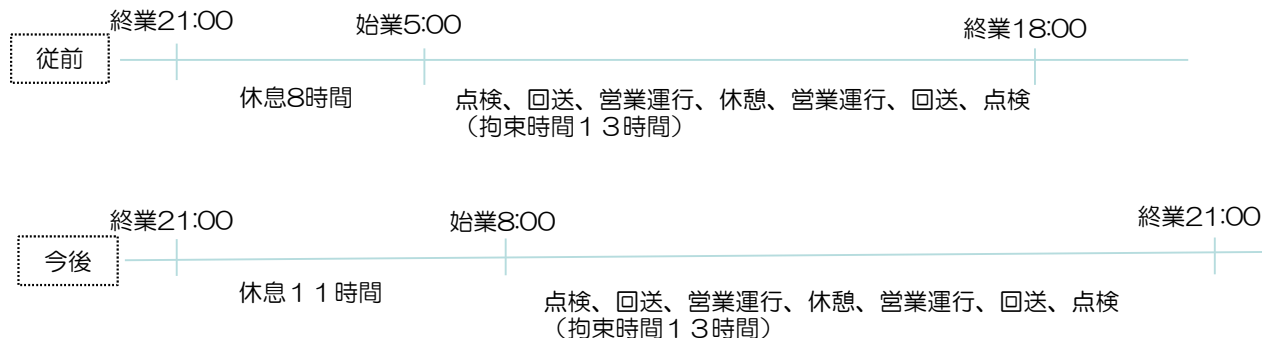 終業21:00 始業5:00 終業18:00
従前
休息8時間
点検、回送、営業運行、休憩、営業運行、回送、点検
（拘束時間１３時間）
終業21:00 始業8:00 終業21:00
今後
休息１１時間
点検、回送、営業運行、休憩、営業運行、回送、点検
（拘束時間１３時間）